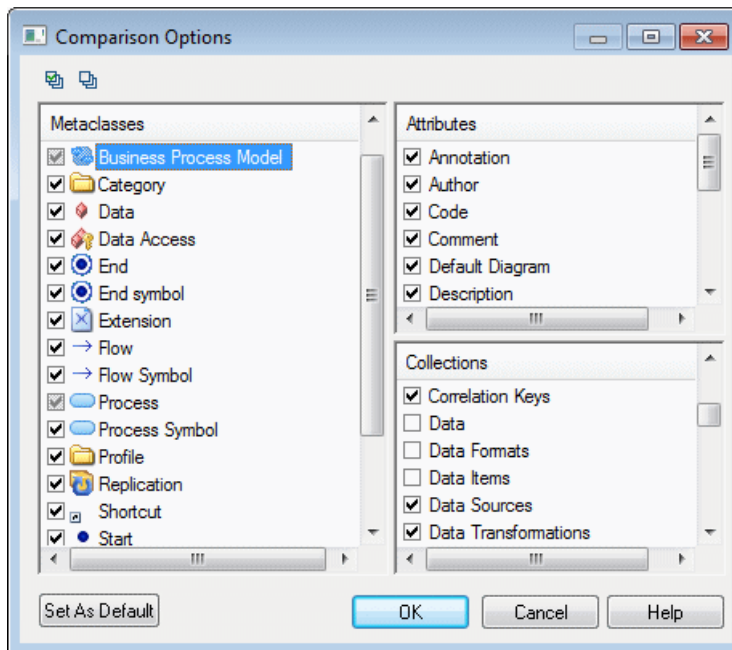 Comparison Options
Metaclasses
Business Process Model
Category
Data
Data Access
End
End symbol
Extension
Flow
Flow Symbol
Process
Process Symbol
Profile
Replication
Shortcut
Start
Attributes
Annotation
Author
Code
Comment
Default Diagram
Description
Collections
Correlation Keys
Data
Data Formats
Data Items
Data Sources
Data Transformations
Set As Default
OK
Cancel
Help